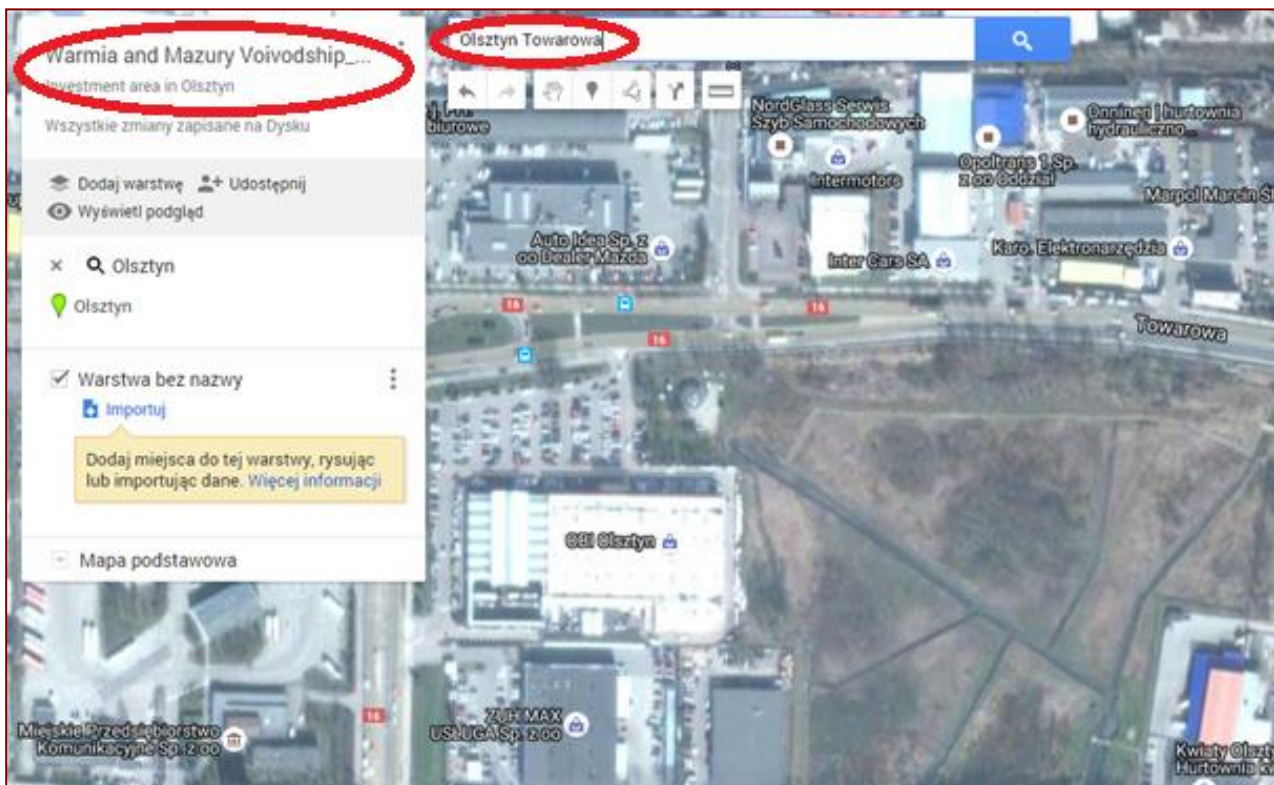 Warmia and Mazury Voivodship_...
Investment area in Olsztyn
Wszystkie zmiany zapisane na Dysku
Dodaj warstwę Udostępnij
Wyświetl podgląd
Olsztyn
Olsztyn
Warstwa bez nazwy
Importuj
Dodaj miejsca do tej warstwy, rysując
lub importując dane. Więcej informacji
Mapa podstawowa
Olsztyn Towarowa
biurowe
NordGlass Serwis
Szyb Samochodowych
Intermotors
Onninen | hurtownia
hydrauliczno...
Opoltrans 1 Sp.
z oo Oddział
Marpol Marcin
Auto Idea Sp. z
oo Dealer Mazda
Inter Cars SA
Karo. Elektronarzędzia
16
16
16
Towarowa
OBI Olsztyn
16
ZUH MAX
USŁUGA Sp. z oo
Miejskie Przedsiębiorstwo
Komunikacyjne Sp. z oo
Kwiaty
Hurtownia